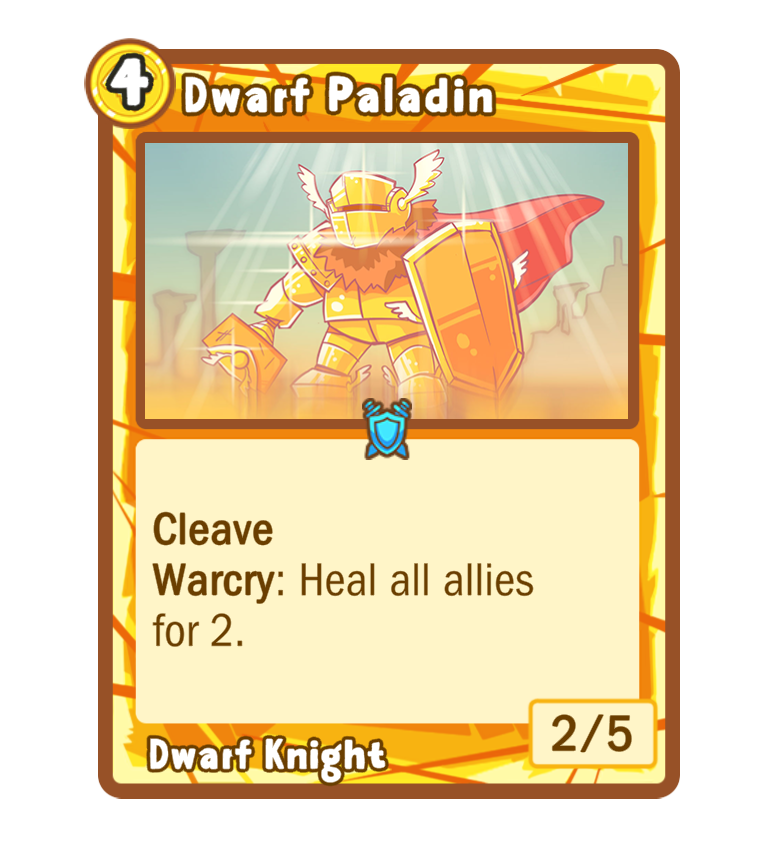 4
Dwarf Paladin
Cleave
Warcry: Heal all allies
for 2.
2/5
Dwarf Knight